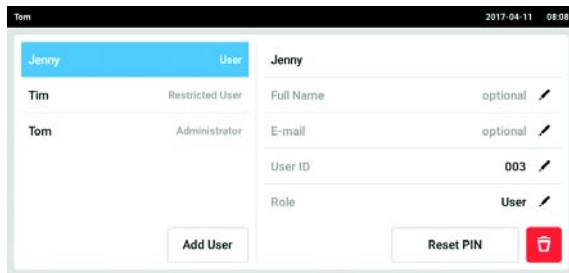 Tom 2017-04-11 08:08
Jenny User
Tim Restricted User
Tom Administrator
Add User
Jenny
Full Name optional
E-mail optional
User ID 003
Role User
Reset PIN